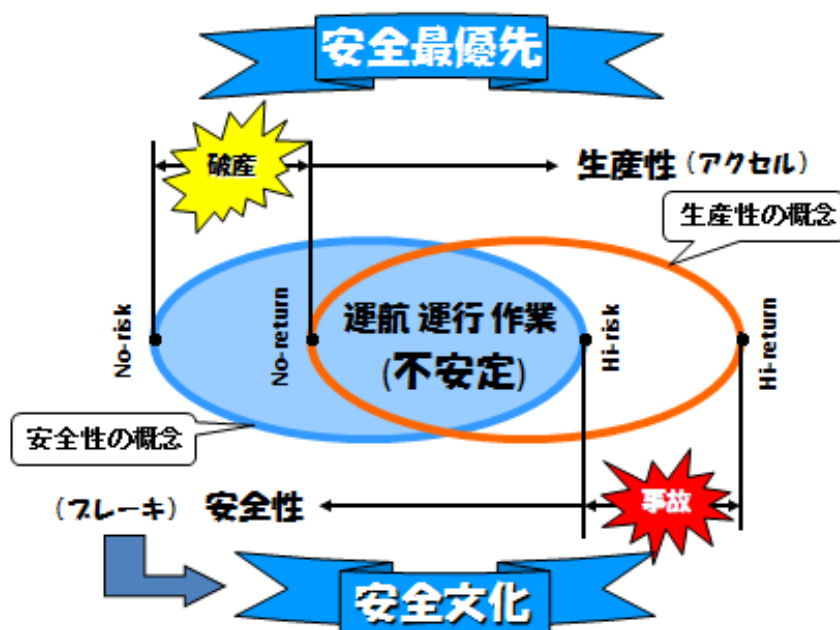 安全最優先
破産
生産性 (アクセル)
生産性の概念
No-risk
No-return
運航 運行 作業
(不安定)
Hi-risk
Hi-return
安全性の概念
(ブレーキ) 安全性
事故
安全文化